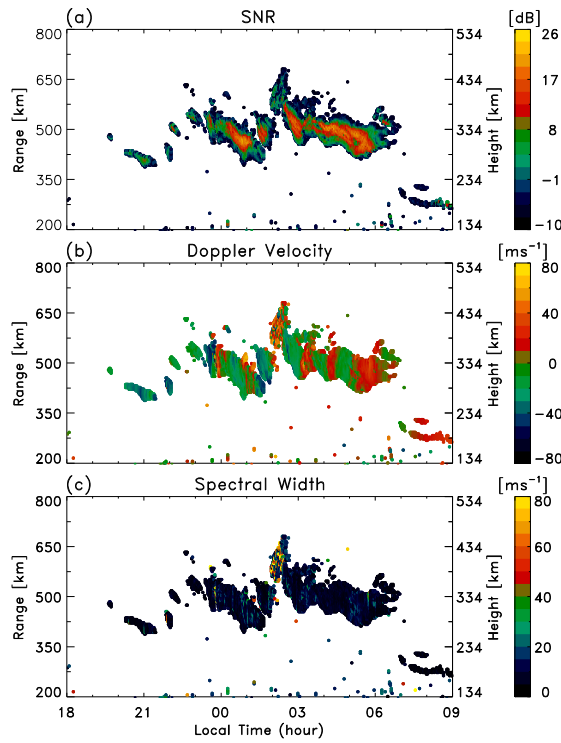 (a) SNR [dB]
800 534 26
650 434 17
500 334 8
350 234 −1
200 134 −10
Range [km]
Height [km]
(b) Doppler Velocity [ms⁻¹]
800 534 80
650 434 40
500 334 0
350 234 −40
200 134 −80
Range [km]
Height [km]
(c) Spectral Width [ms⁻¹]
800 534 80
650 434 60
500 334 40
350 234 20
200 134 0
Range [km]
Height [km]
18 21 00 03 06 09
Local Time (hour)